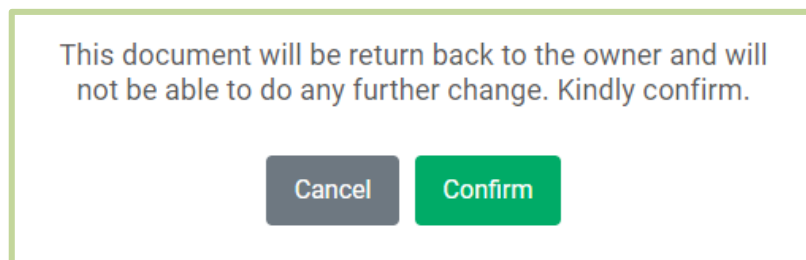 This document will be return back to the owner and will
not be able to do any further change. Kindly confirm.
Cancel Confirm